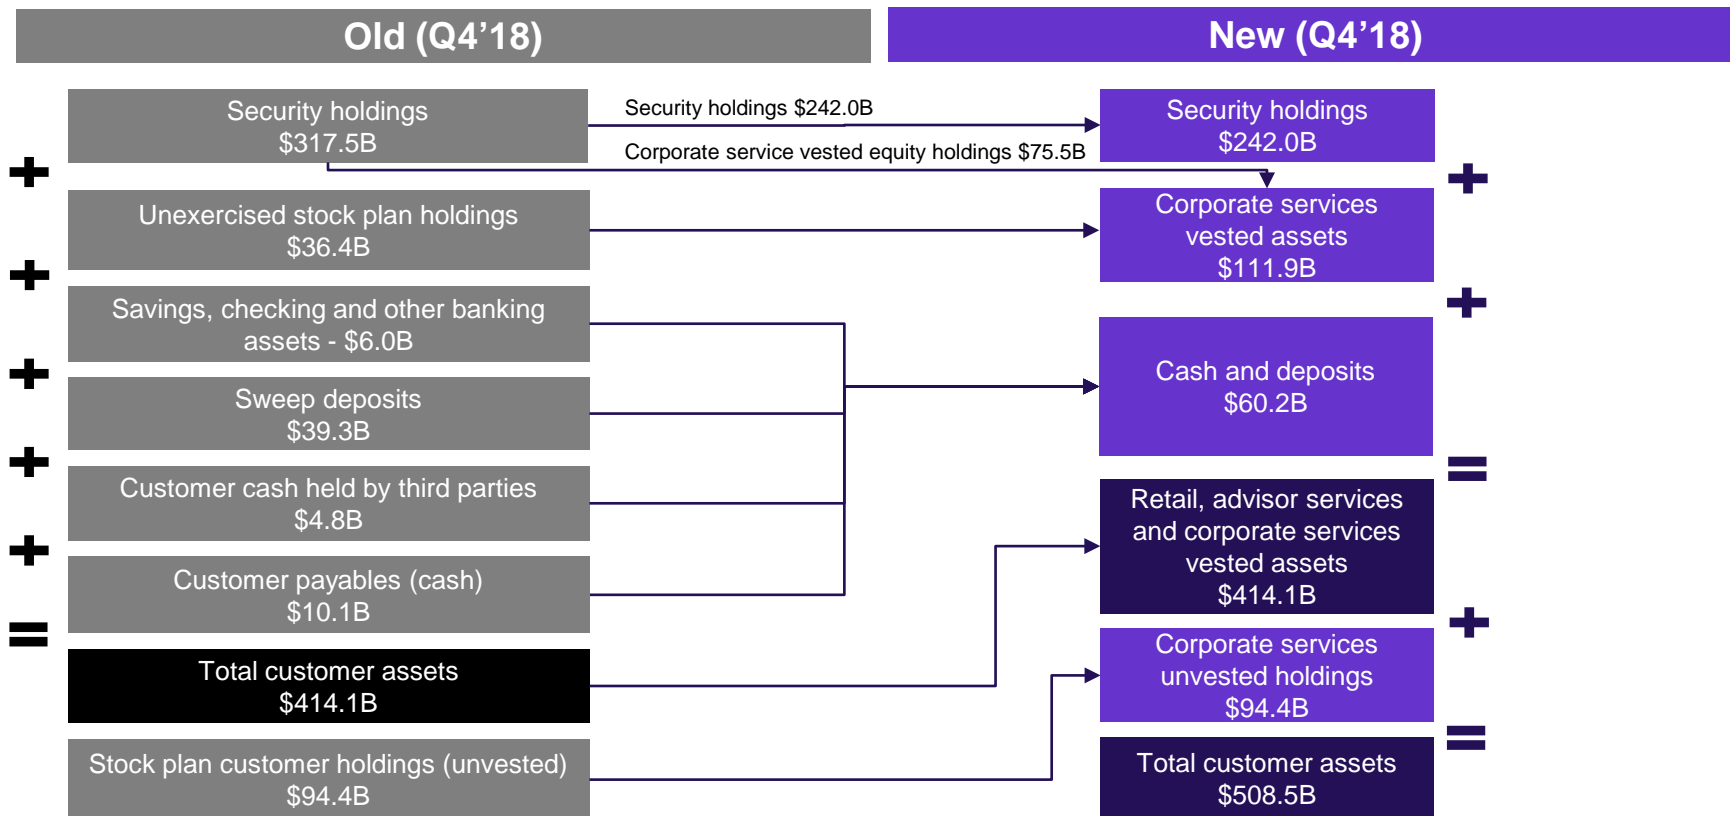 Old (Q4’18)
New (Q4’18)
Security holdings
$317.5B
Security holdings $242.0B
Corporate service vested equity holdings $75.5B
Security holdings
$242.0B
+
+
Unexercised stock plan holdings
$36.4B
Corporate services
vested assets
$111.9B
+
+
Savings, checking and other banking
assets - $6.0B
+
Sweep deposits
$39.3B
Cash and deposits
$60.2B
+
=
Customer cash held by third parties
$4.8B
Retail, advisor services
and corporate services
vested assets
$414.1B
+
Customer payables (cash)
$10.1B
=
+
Total customer assets
$414.1B
Corporate services
unvested holdings
$94.4B
=
Stock plan customer holdings (unvested)
$94.4B
Total customer assets
$508.5B